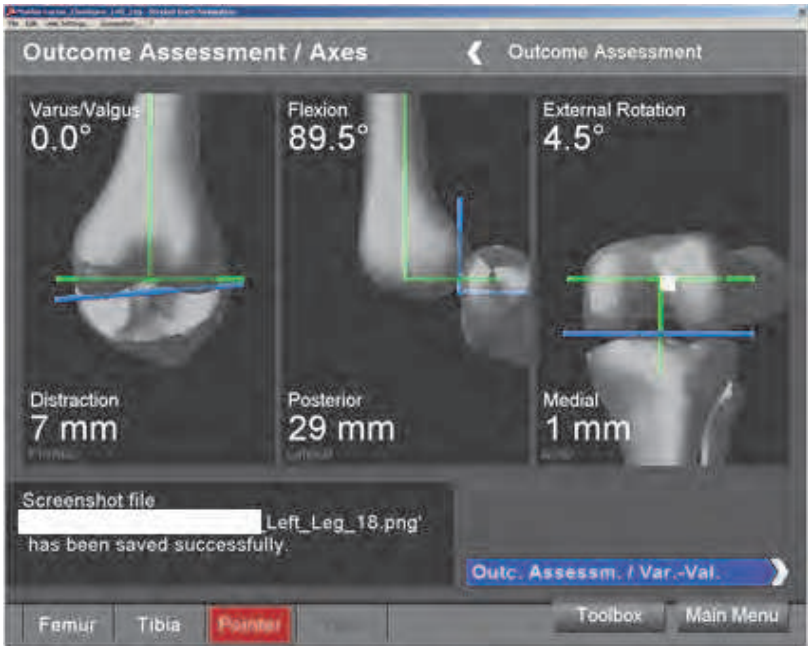 Outcome Assessment / Axes
Outcome Assessment
Varus/Valgus
0.0°
Flexion
89.5°
External Rotation
4.5°
Distraction
7 mm
Posterior
29 mm
Medial
1 mm
Screenshot file
Left_Leg_18.png'
has been saved successfully
Outc. Assessm. / Var.-Val.
Femur
Tibia
Pointer
Toolbox
Main Menu